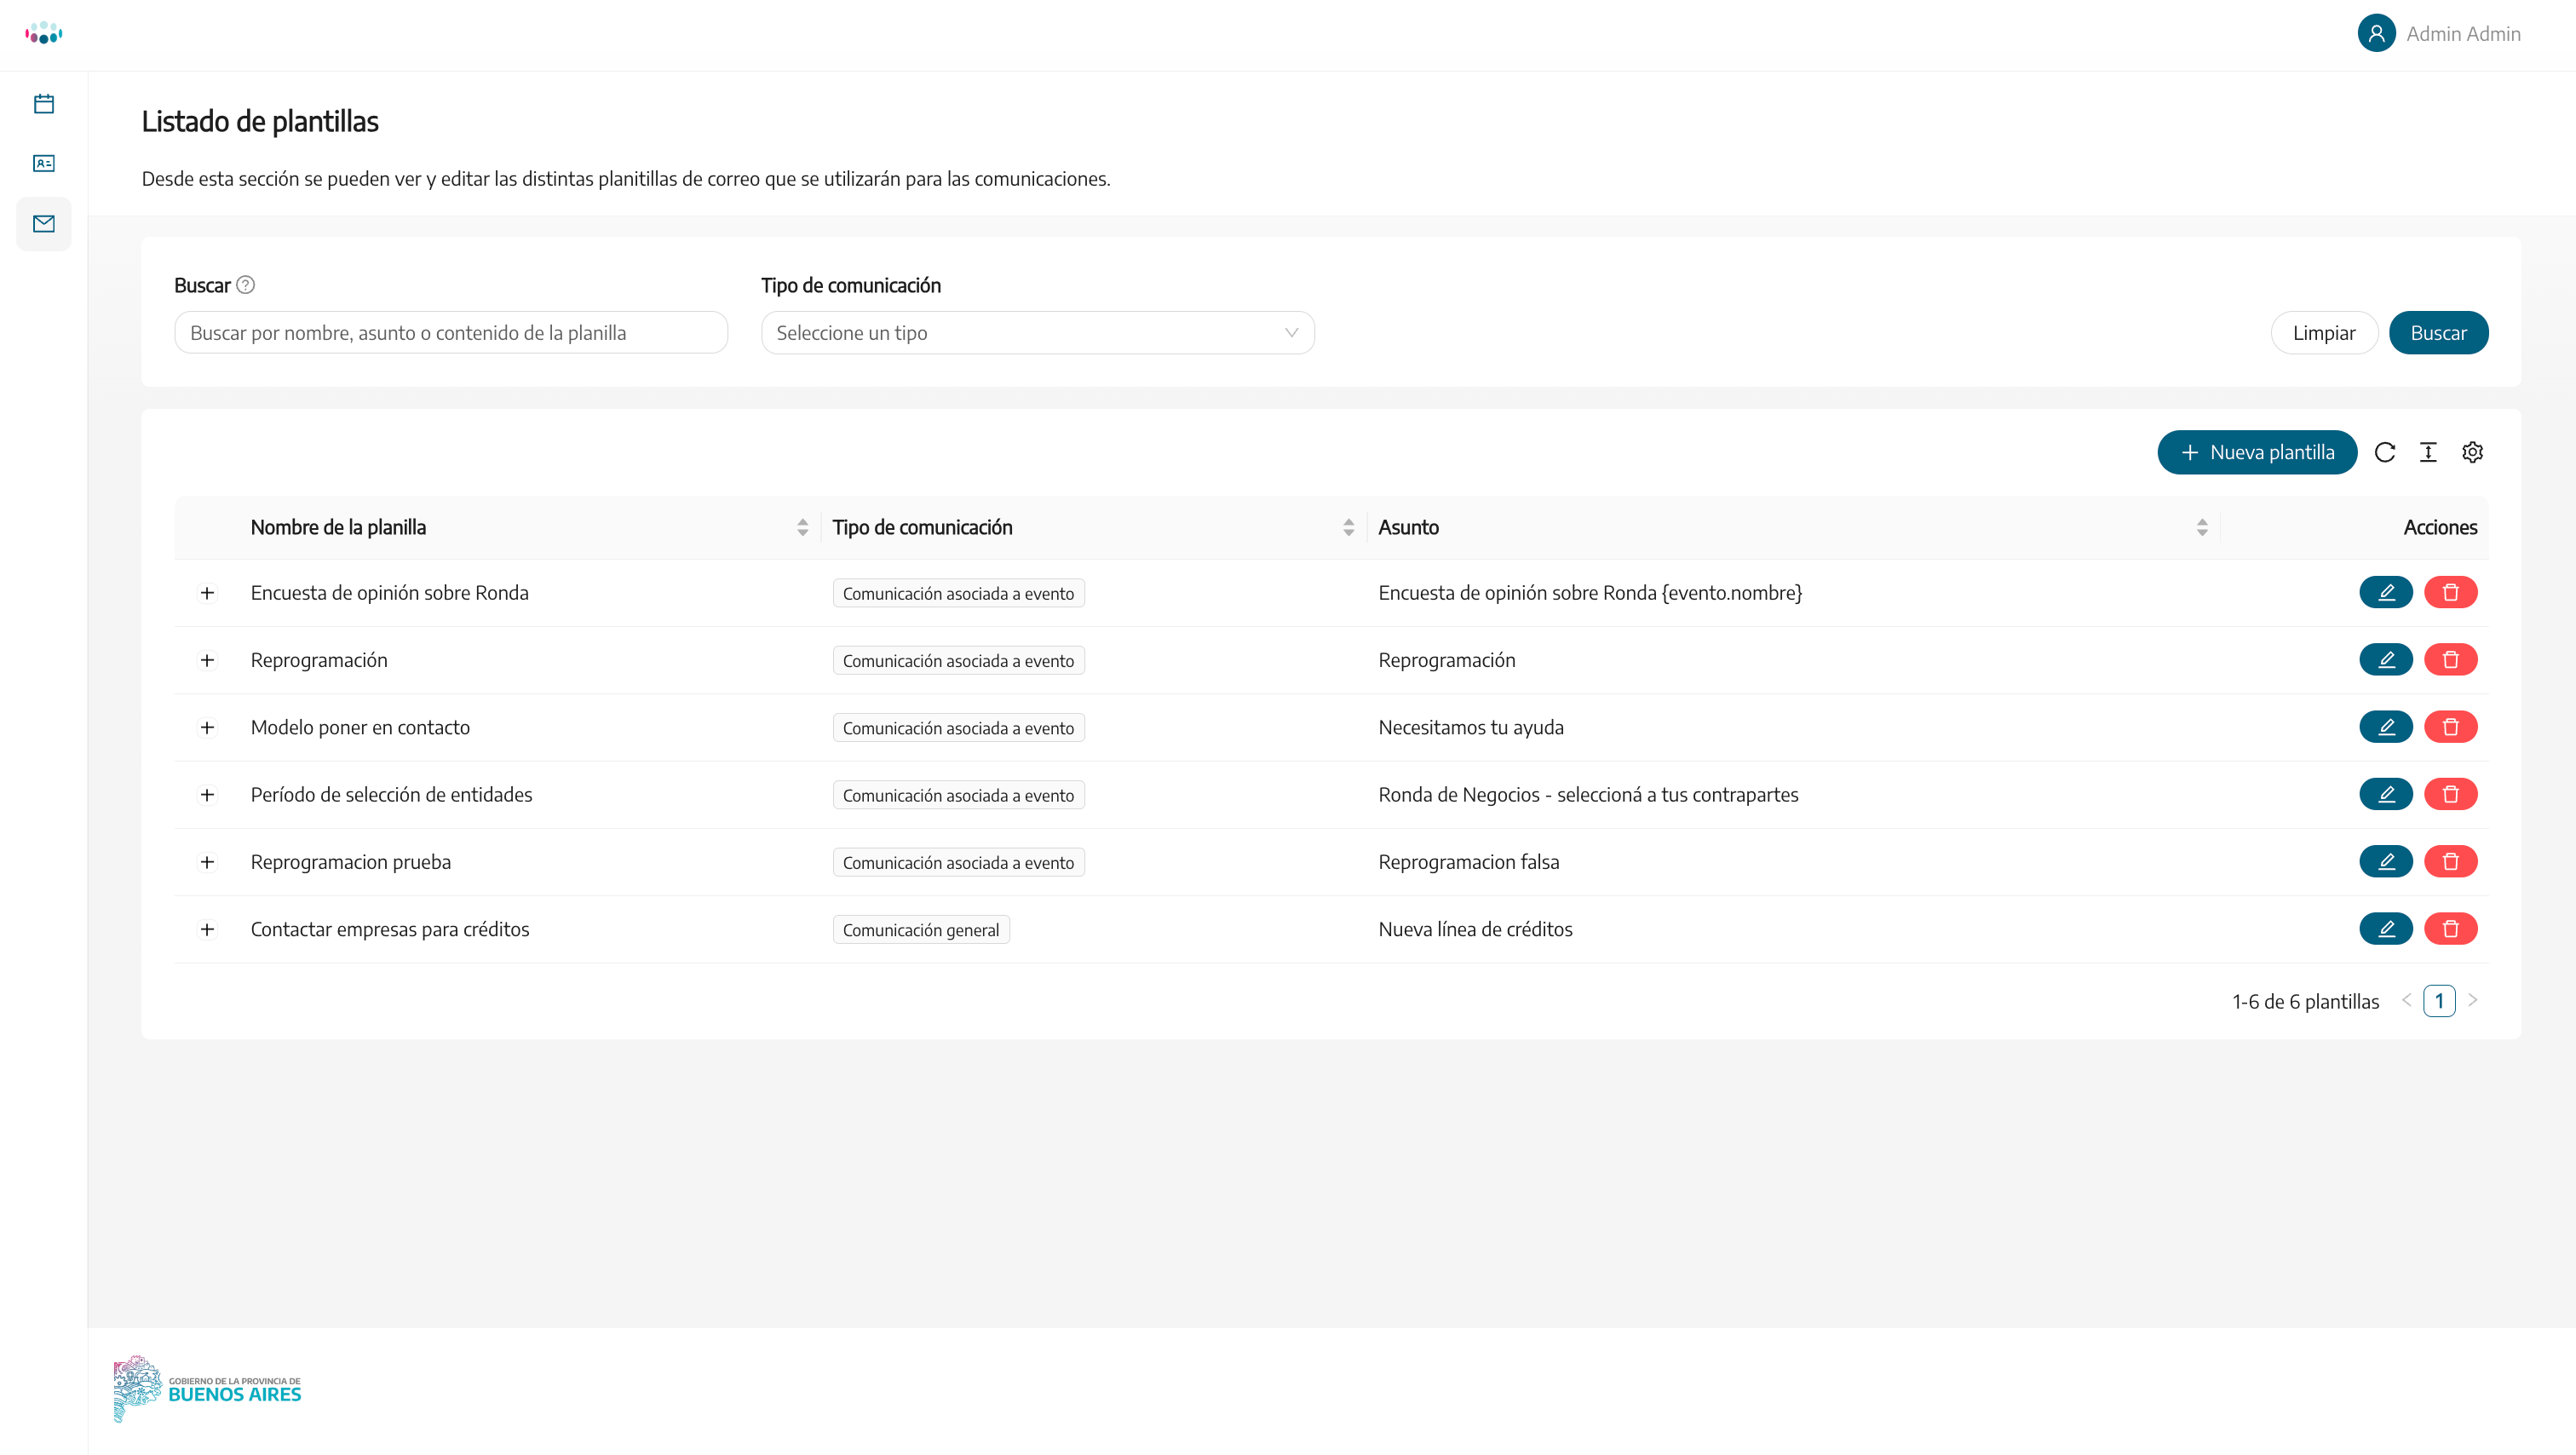 Admin Admin
Listado de plantillas
Desde esta sección se pueden ver y editar las distintas planitillas de correo que se utilizarán para las comunicaciones.
Buscar
Tipo de comunicación
Buscar por nombre, asunto o contenido de la planilla
Seleccione un tipo
Limpiar
Buscar
Nueva plantilla
Nombre de la planilla
Tipo de comunicación
Asunto
Acciones
Encuesta de opinión sobre Ronda
Comunicación asociada a evento
Encuesta de opinión sobre Ronda {evento.nombre}
Reprogramación
Comunicación asociada a evento
Reprogramación
Modelo poner en contacto
Comunicación asociada a evento
Necesitamos tu ayuda
Período de selección de entidades
Comunicación asociada a evento
Ronda de Negocios - seleccioná a tus contrapartes
Reprogramacion prueba
Comunicación asociada a evento
Reprogramacion falsa
Contactar empresas para créditos
Comunicación general
Nueva línea de créditos
1-6 de 6 plantillas
1
GOBIERNO DE LA PROVINCIA DE
BUENOS AIRES